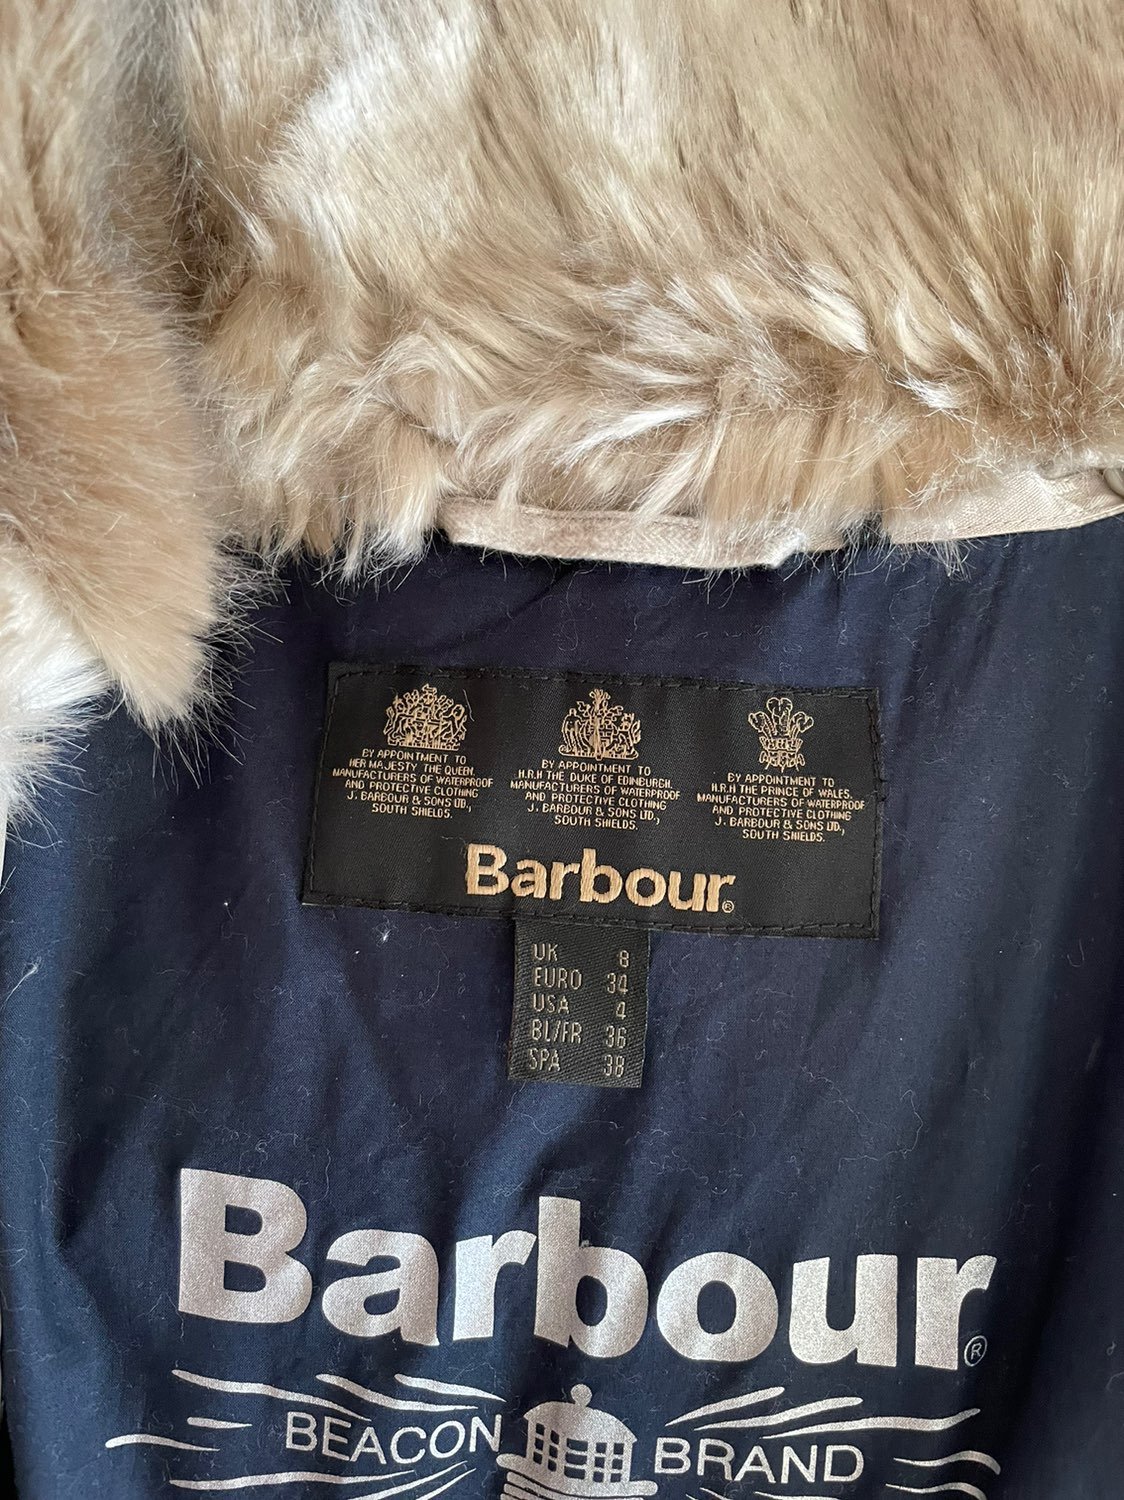 BY APPOINTMENT TO
HER MAJESTY THE QUEEN.
MANUFACTURERS OF WATERPROOF
AND PROTECTIVE CLOTHING
J. BARBOUR & SONS LTD.,
SOUTH SHIELDS.
BY APPOINTMENT TO
H.R.H THE DUKE OF EDINBURGH.
MANUFACTURERS OF WATERPROOF
AND PROTECTIVE CLOTHING
J. BARBOUR & SONS LTD.,
SOUTH SHIELDS.
BY APPOINTMENT TO
H.R.H THE PRINCE OF WALES.
MANUFACTURERS OF WATERPROOF
AND PROTECTIVE CLOTHING
J. BARBOUR & SONS LTD.,
SOUTH SHIELDS.
Barbour®
UK 8
EURO 34
USA 4
BL/FR 36
SPA 38
Barbour®
BEACON BRAND